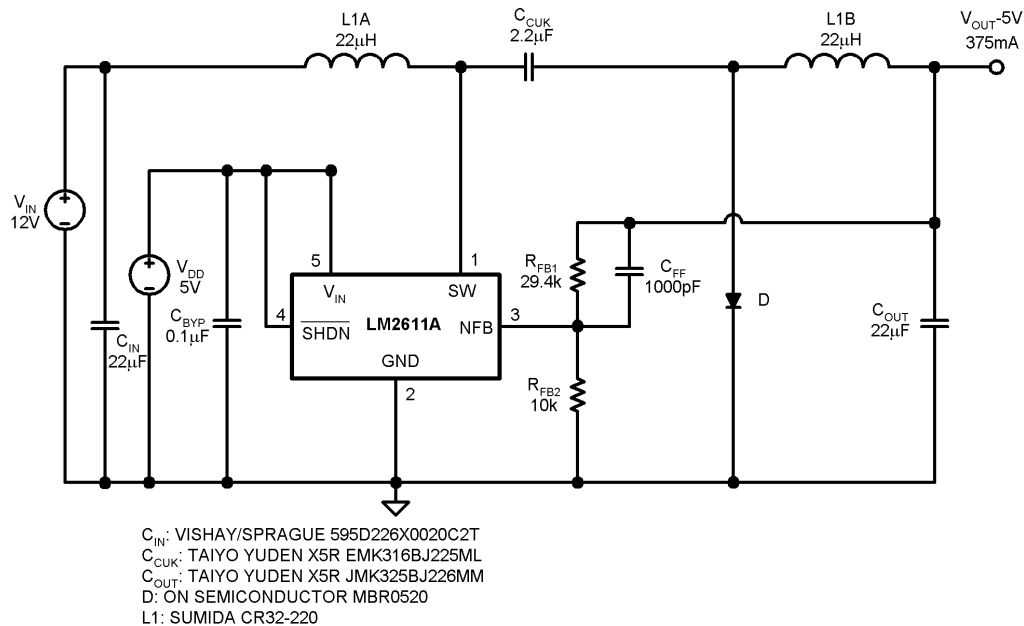 L1A
22μH
C_CUK
2.2μF
L1B
22μH
V_OUT-5V
375mA
V_IN
12V
+
−
V_DD
5V
+
−
C_IN
22μF
C_BYP
0.1μF
5
V_IN
1
SW
4
SHDN
LM2611A
NFB
3
GND
2
R_FB1
29.4k
C_FF
1000pF
R_FB2
10k
D
C_OUT
22μF
C_IN: VISHAY/SPRAGUE 595D226X0020C2T
C_CUK: TAIYO YUDEN X5R EMK316BJ225ML
C_OUT: TAIYO YUDEN X5R JMK325BJ226MM
D: ON SEMICONDUCTOR MBR0520
L1: SUMIDA CR32-220